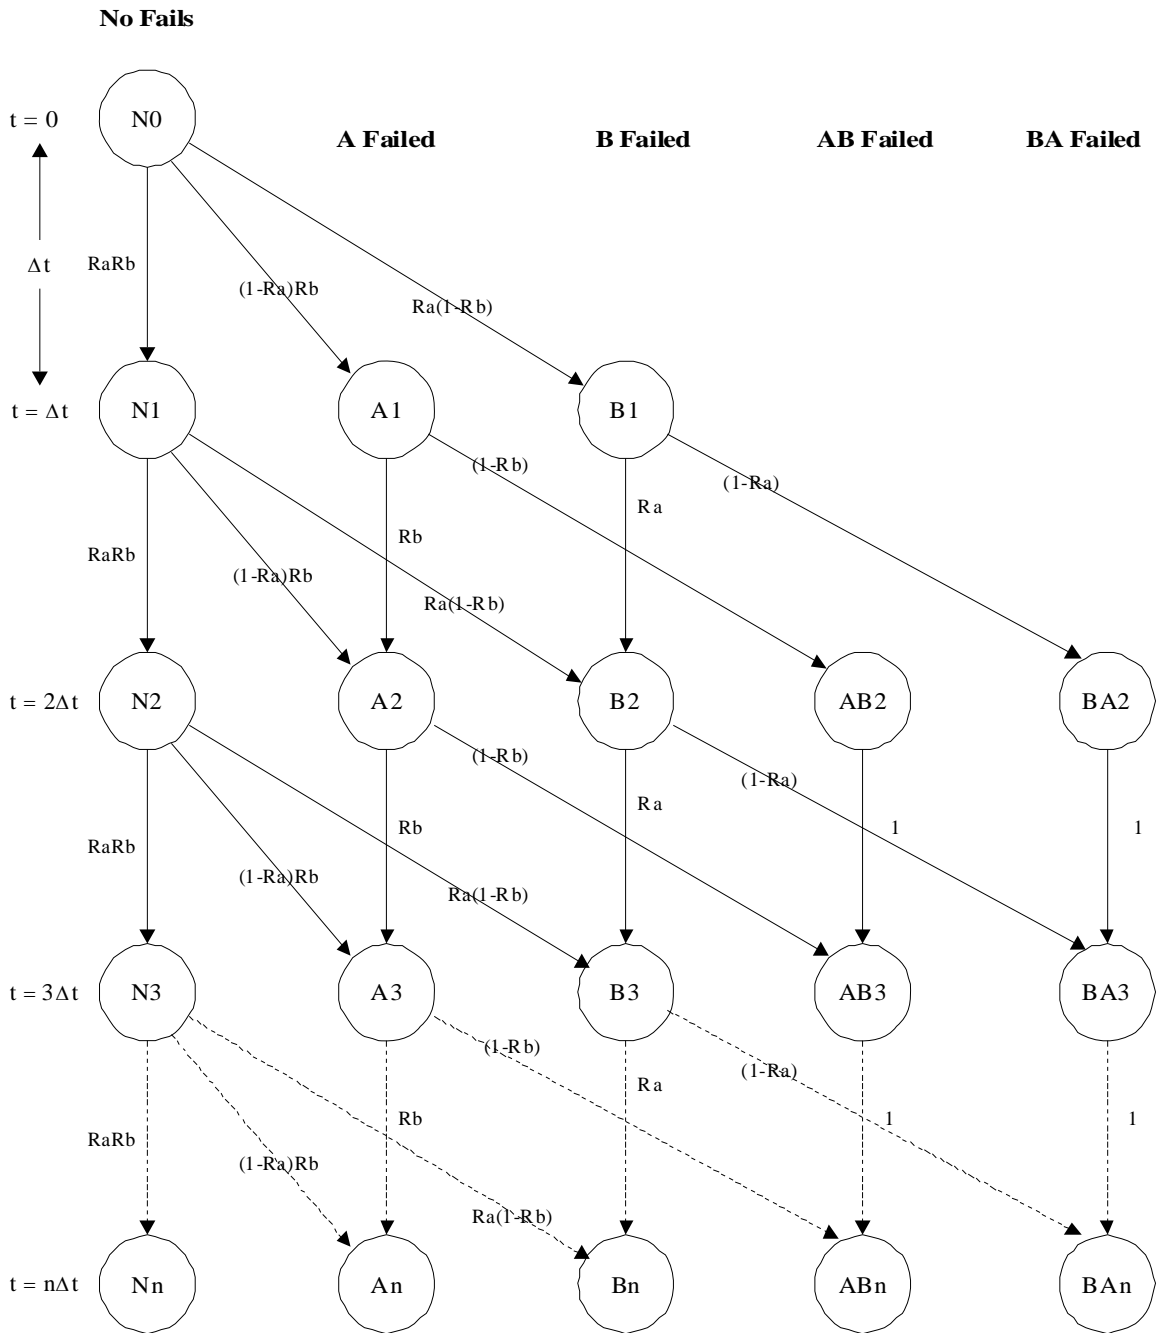 No Fails
t = 0
N0
A Failed
B Failed
AB Failed
BA Failed
Δt
RaRb
(1-Ra)Rb
Ra(1-Rb)
t = Δt
N1
A1
B1
(1-Rb)
(1-Ra)
Ra
Rb
RaRb
(1-Ra)Rb
Ra(1-Rb)
t = 2Δt
N2
A2
B2
AB2
BA2
(1-Rb)
(1-Ra)
Ra
Rb
1
1
RaRb
(1-Ra)Rb
Ra(1-Rb)
t = 3Δt
N3
A3
B3
AB3
BA3
(1-Rb)
(1-Ra)
Ra
Rb
1
1
RaRb
(1-Ra)Rb
Ra(1-Rb)
t = nΔt
Nn
An
Bn
ABn
BAn